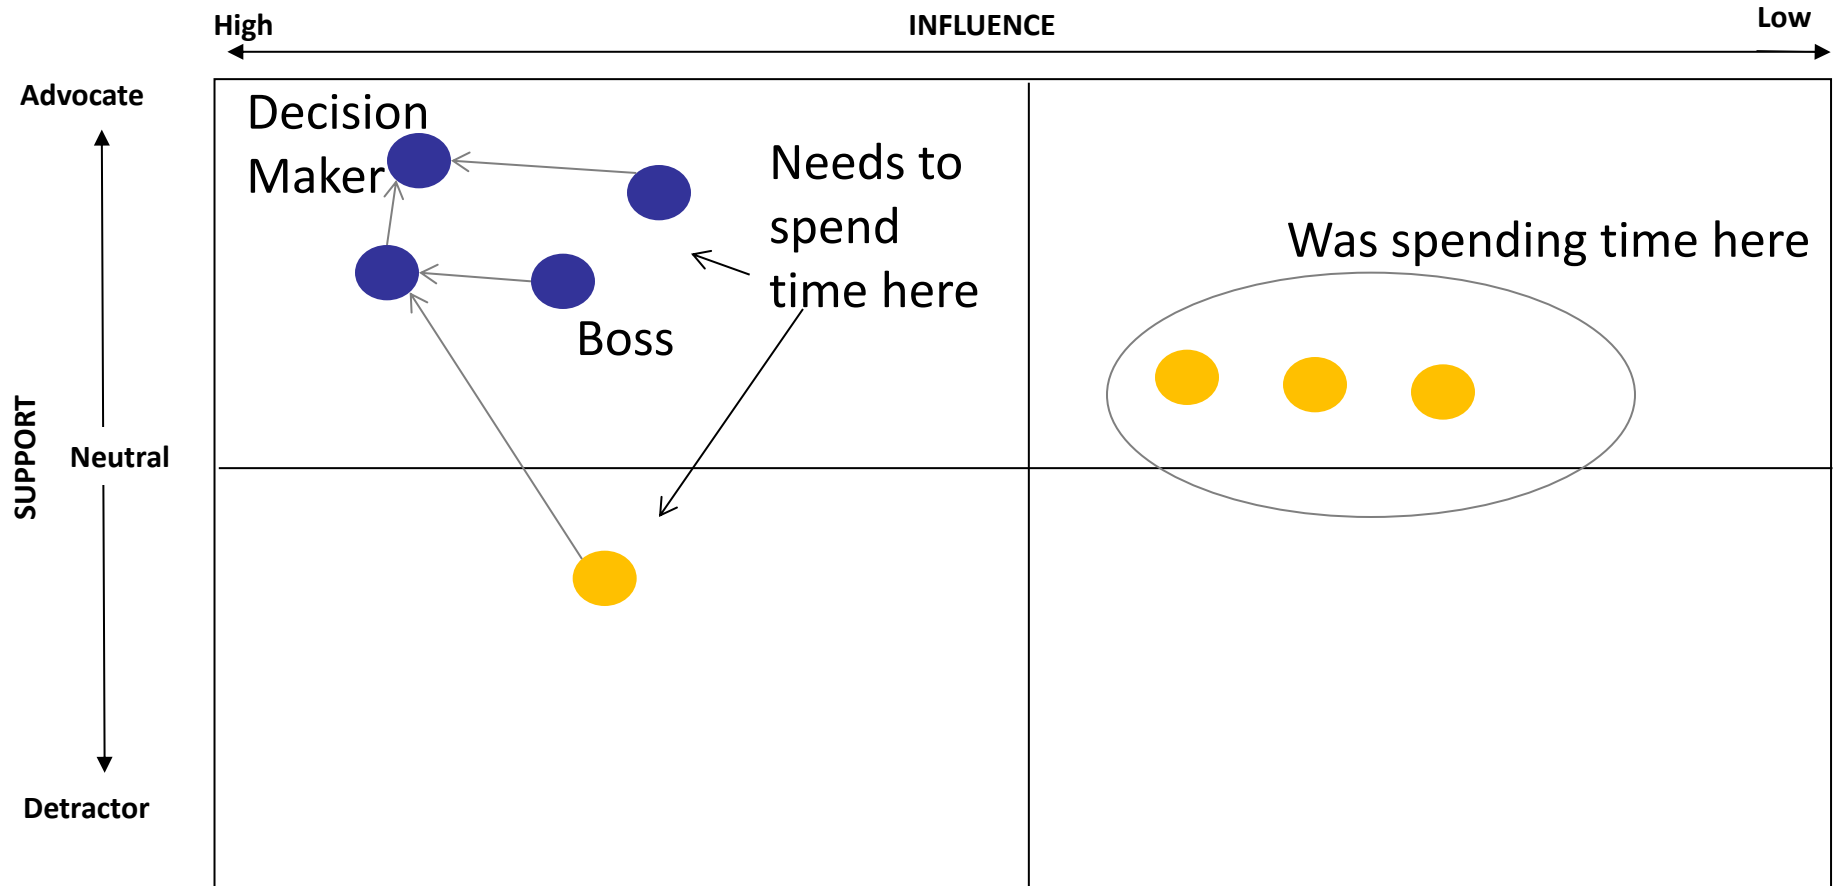 High
INFLUENCE
Low
Advocate
Decision
Maker
Needs to
spend
time here
Was spending time here
Boss
SUPPORT
Neutral
Detractor